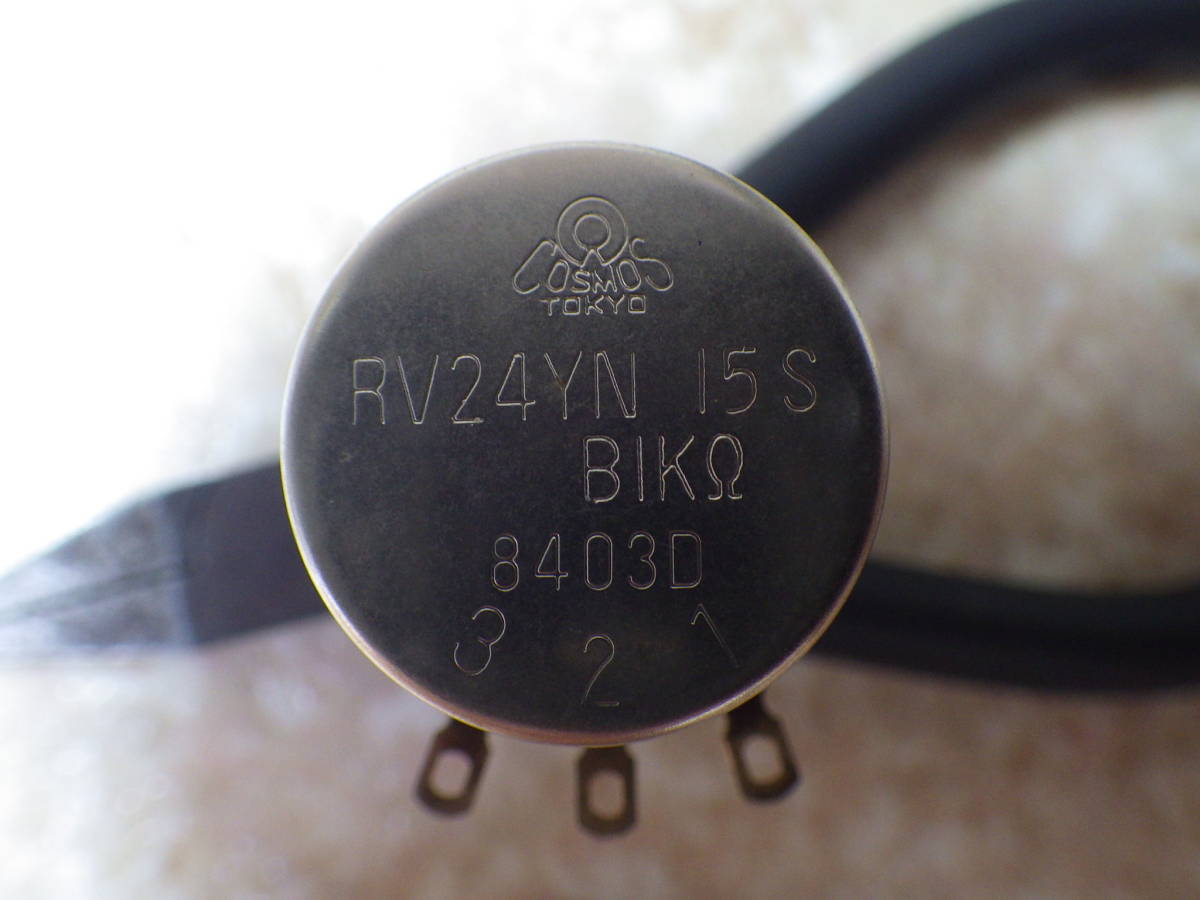 COSMOS
TOKYO
RV24YN 15S
B1KΩ
8403D
3 2 1